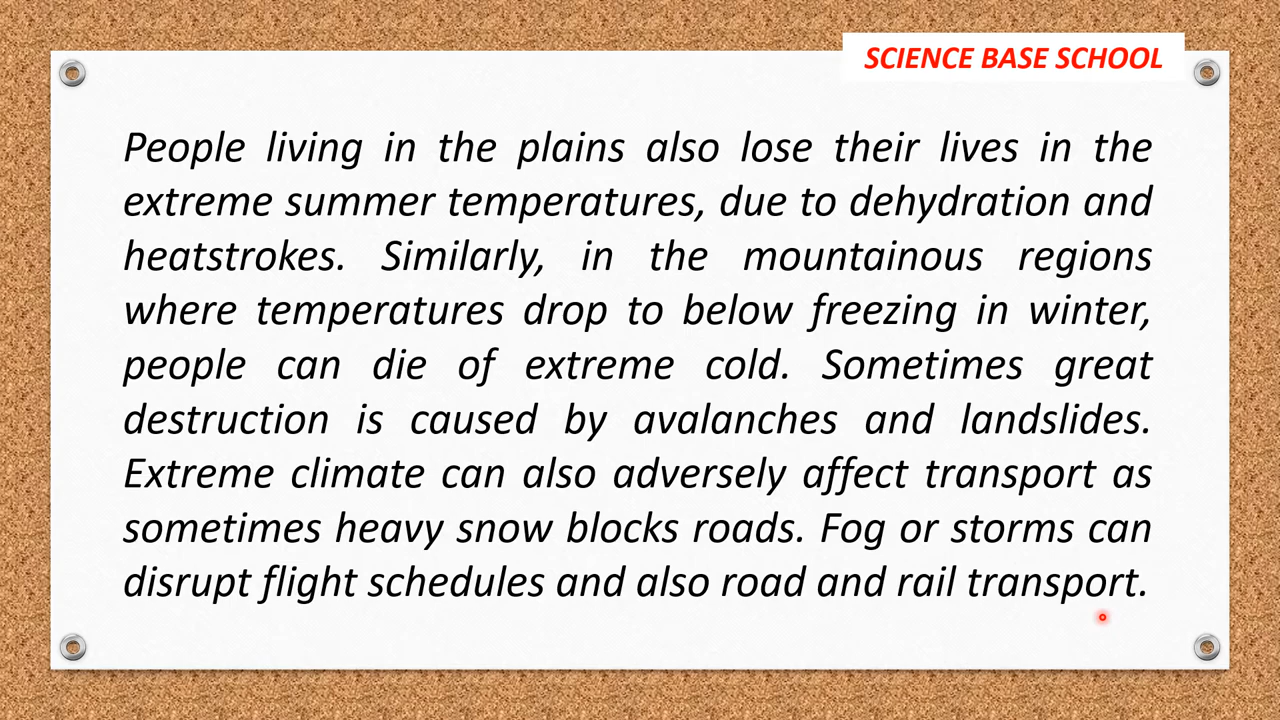 SCIENCE BASE SCHOOL
People living in the plains also lose their lives in the
extreme summer temperatures, due to dehydration and
heatstrokes. Similarly, in the mountainous regions
where temperatures drop to below freezing in winter,
people can die of extreme cold. Sometimes great
destruction is caused by avalanches and landslides.
Extreme climate can also adversely affect transport as
sometimes heavy snow blocks roads. Fog or storms can
disrupt flight schedules and also road and rail transport.